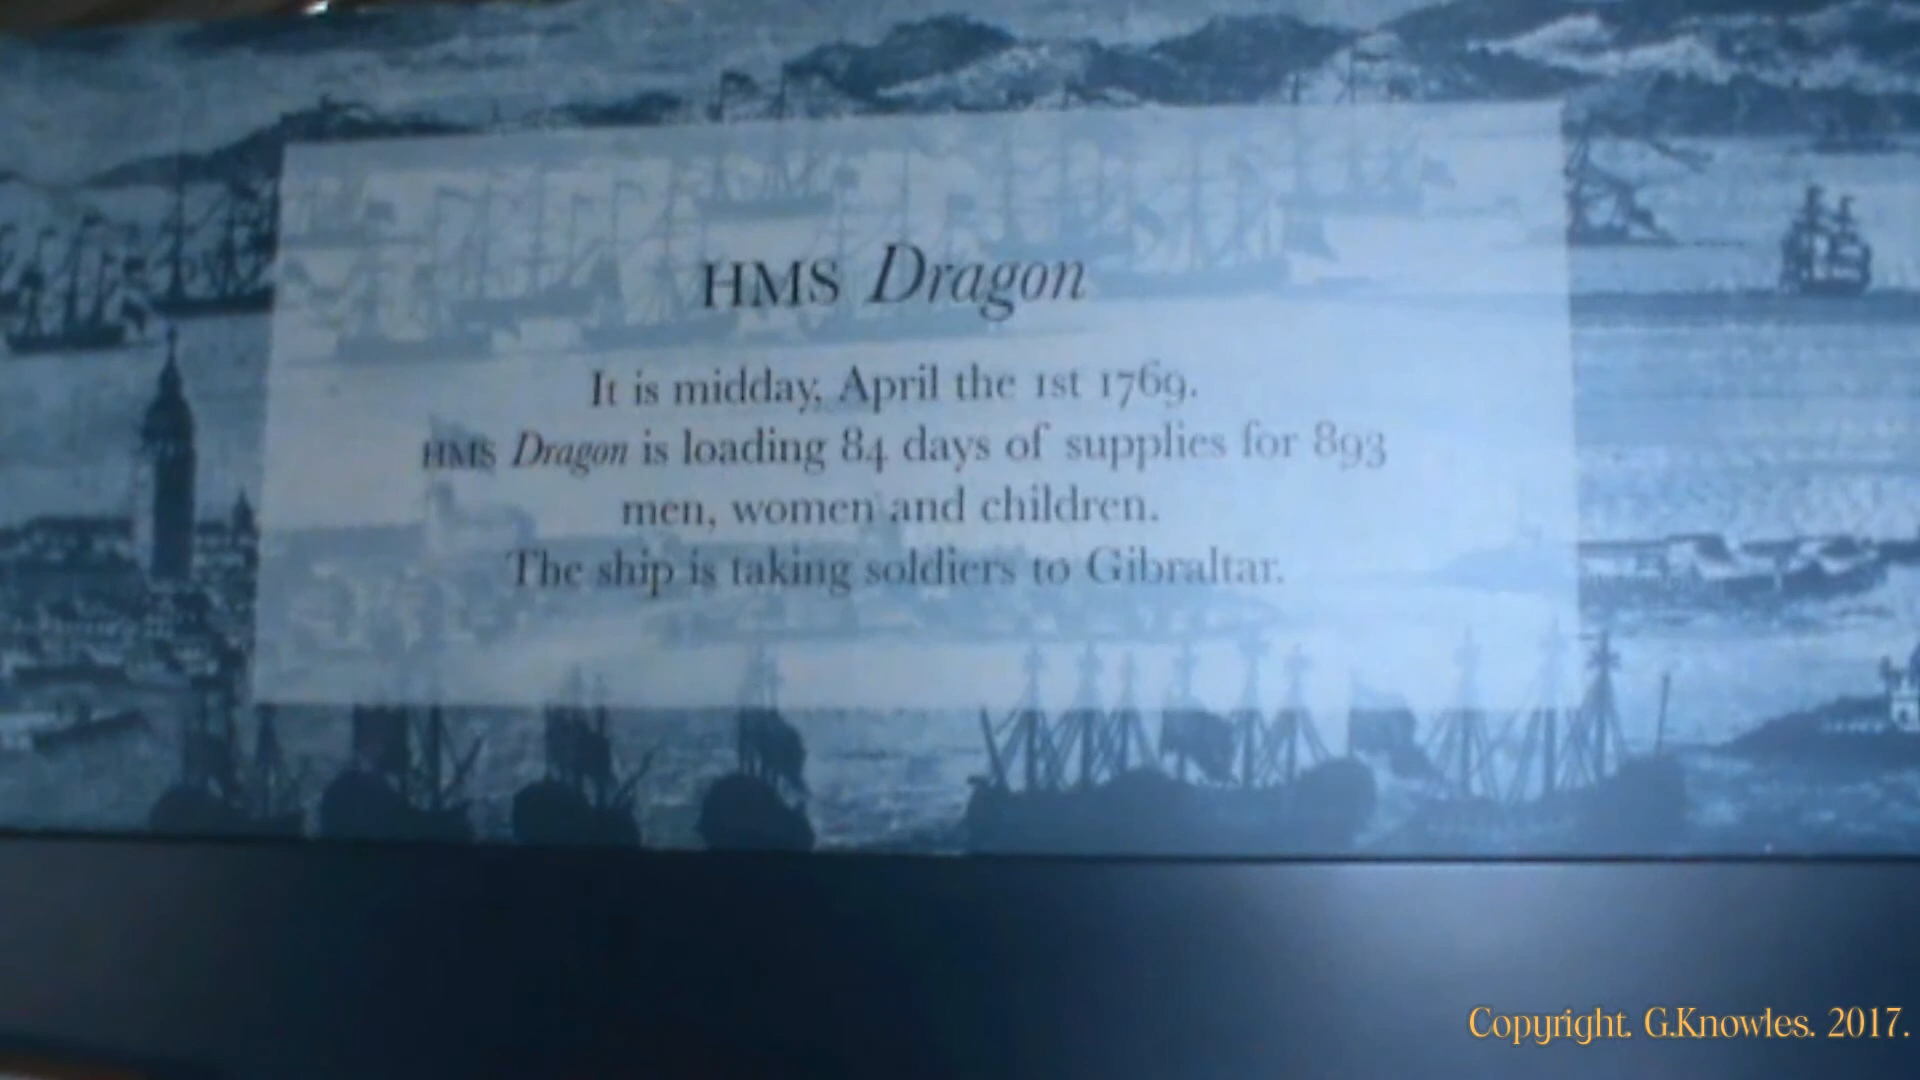 HMS Dragon
It is midday, April the 1st 1769.
HMS Dragon is loading 84 days of supplies for 893
men, women and children.
The ship is taking soldiers to Gibraltar.
Copyright. G.Knowles. 2017.